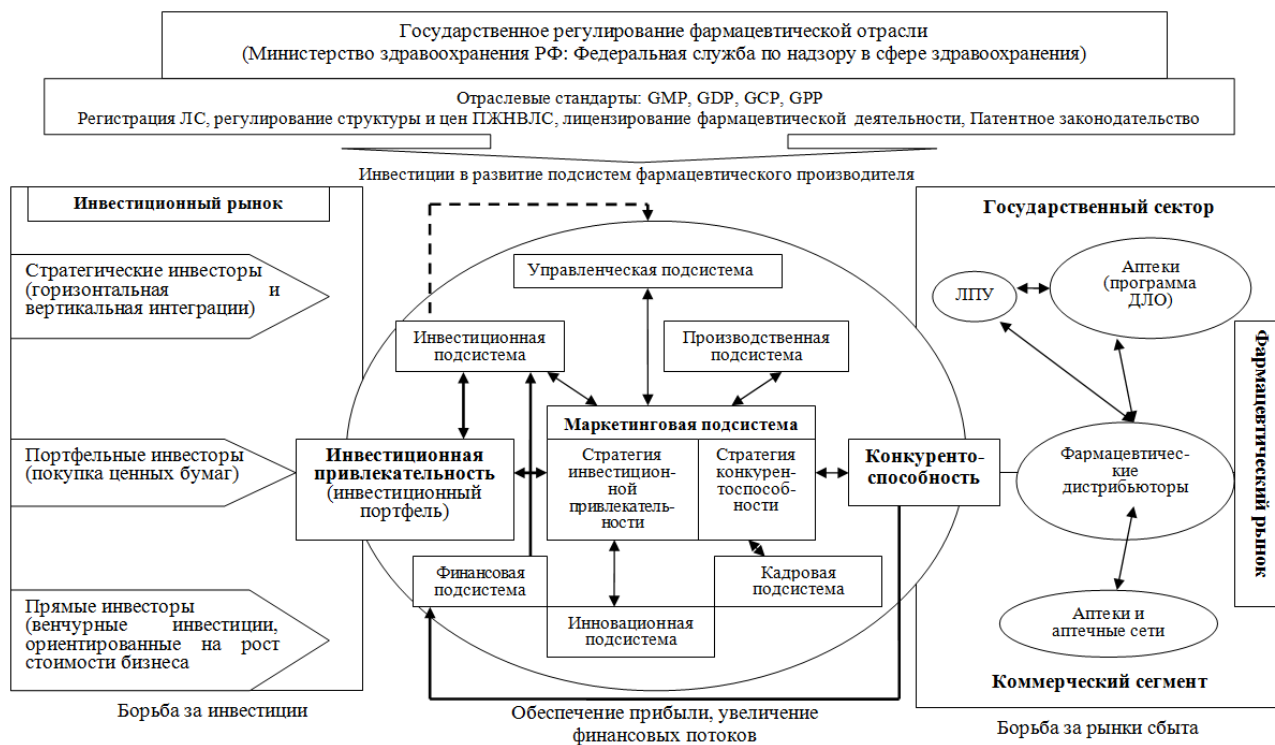 Государственное регулирование фармацевтической отрасли
(Министерство здравоохранения РФ: Федеральная служба по надзору в сфере здравоохранения)
Отраслевые стандарты: GMP, GDP, GCP, GPP
Регистрация ЛС, регулирование структуры и цен ПЖНВЛС, лицензирование фармацевтической деятельности, Патентное законодательство
Инвестиции в развитие подсистем фармацевтического производителя
Инвестиционный рынок
Стратегические инвесторы
(горизонтальная и
вертикальная интеграции)
Портфельные инвесторы
(покупка ценных бумаг)
Прямые инвесторы
(венчурные инвестиции,
ориентированные на рост
стоимости бизнеса
Борьба за инвестиции
Управленческая подсистема
Инвестиционная
подсистема
Производственная
подсистема
Маркетинговая подсистема
Стратегия
инвестицион-
ной
привлекатель-
ности
Стратегия
конкурен-
тоспособ-
ности
Инвестиционная
привлекательность
(инвестиционный
портфель)
Конкуренто-
способность
Финансовая
подсистема
Кадровая
подсистема
Инновационная
подсистема
Обеспечение прибыли, увеличение
финансовых потоков
Государственный сектор
ЛПУ
Аптеки
(программа
ДЛО)
Фармацевтичес-
кие
дистрибьюторы
Аптеки и
аптечные сети
Коммерческий сегмент
Фармацевтический рынок
Борьба за рынки сбыта